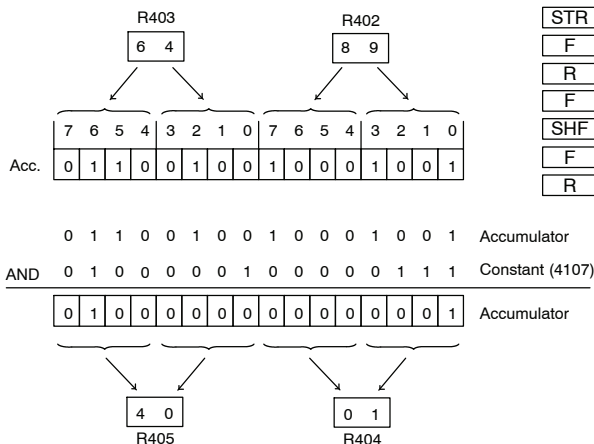 R403 R402 STR
6 4 8 9 F
R
F
7 6 5 4 3 2 1 0 7 6 5 4 3 2 1 0 SHF
Acc. 0 1 1 0 0 1 0 0 1 0 0 0 1 0 0 1 F
R
0 1 1 0 0 1 0 0 1 0 0 0 1 0 0 1 Accumulator
AND 0 1 0 0 0 0 0 1 0 0 0 0 0 1 1 1 Constant (4107)
0 1 0 0 0 0 0 0 0 0 0 0 0 0 0 1 Accumulator
4 0 0 1
R405 R404